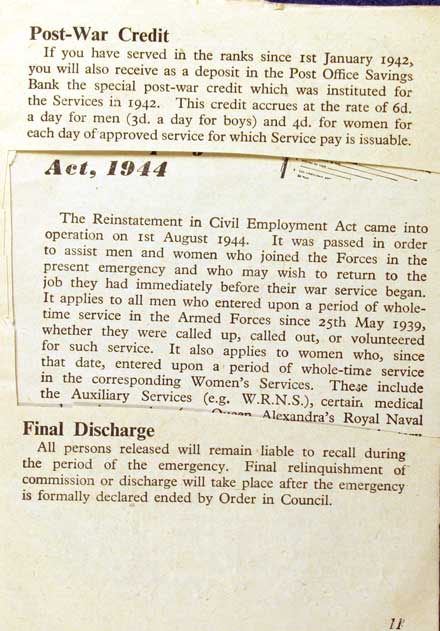 Post-War Credit
If you have served in the ranks since 1st January 1942,
you will also receive as a deposit in the Post Office Savings
Bank the special post-war credit which was instituted for
the Services in 1942. This credit accrues at the rate of 6d.
a day for men (3d. a day for boys) and 4d. for women for
each day of approved service for which Service pay is issuable.
Act, 1944
The Reinstatement in Civil Employment Act came into
operation on 1st August 1944. It was passed in order
to assist men and women who joined the Forces in the
present emergency and who may wish to return to the
job they had immediately before their war service began.
It applies to all men who entered upon a period of whole-
time service in the Armed Forces since 25th May 1939,
whether they were called up, called out, or volunteered
for such service. It also applies to women who, since
that date, entered upon a period of whole-time service
in the corresponding Women's Services. These include
the Auxiliary Services (e.g. W.R.N.S.), certain medical
Queen Alexandra's Royal Naval
Final Discharge
All persons released will remain liable to recall during
the period of the emergency. Final relinquishment of
commission or discharge will take place after the emergency
is formally declared ended by Order in Council.
11